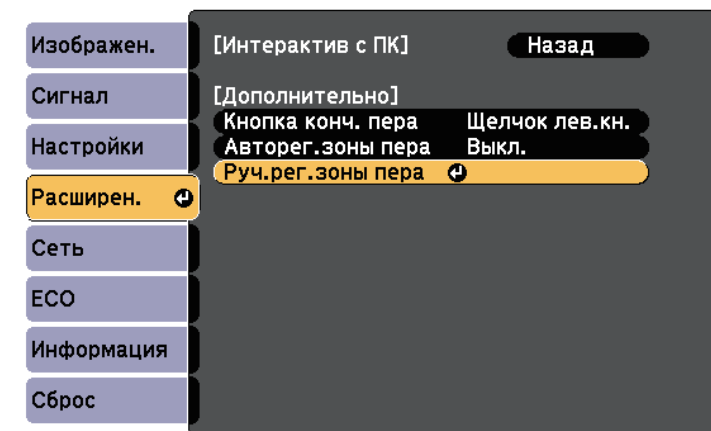 Изображен.
Сигнал
Настройки
Расширен.
Сеть
ECO
Информация
Сброс
[Интерактив с ПК] Назад
[Дополнительно]
Кнопка конч. пера Щелчок лев.кн.
Авторег.зоны пера Выкл.
Руч.рег.зоны пера